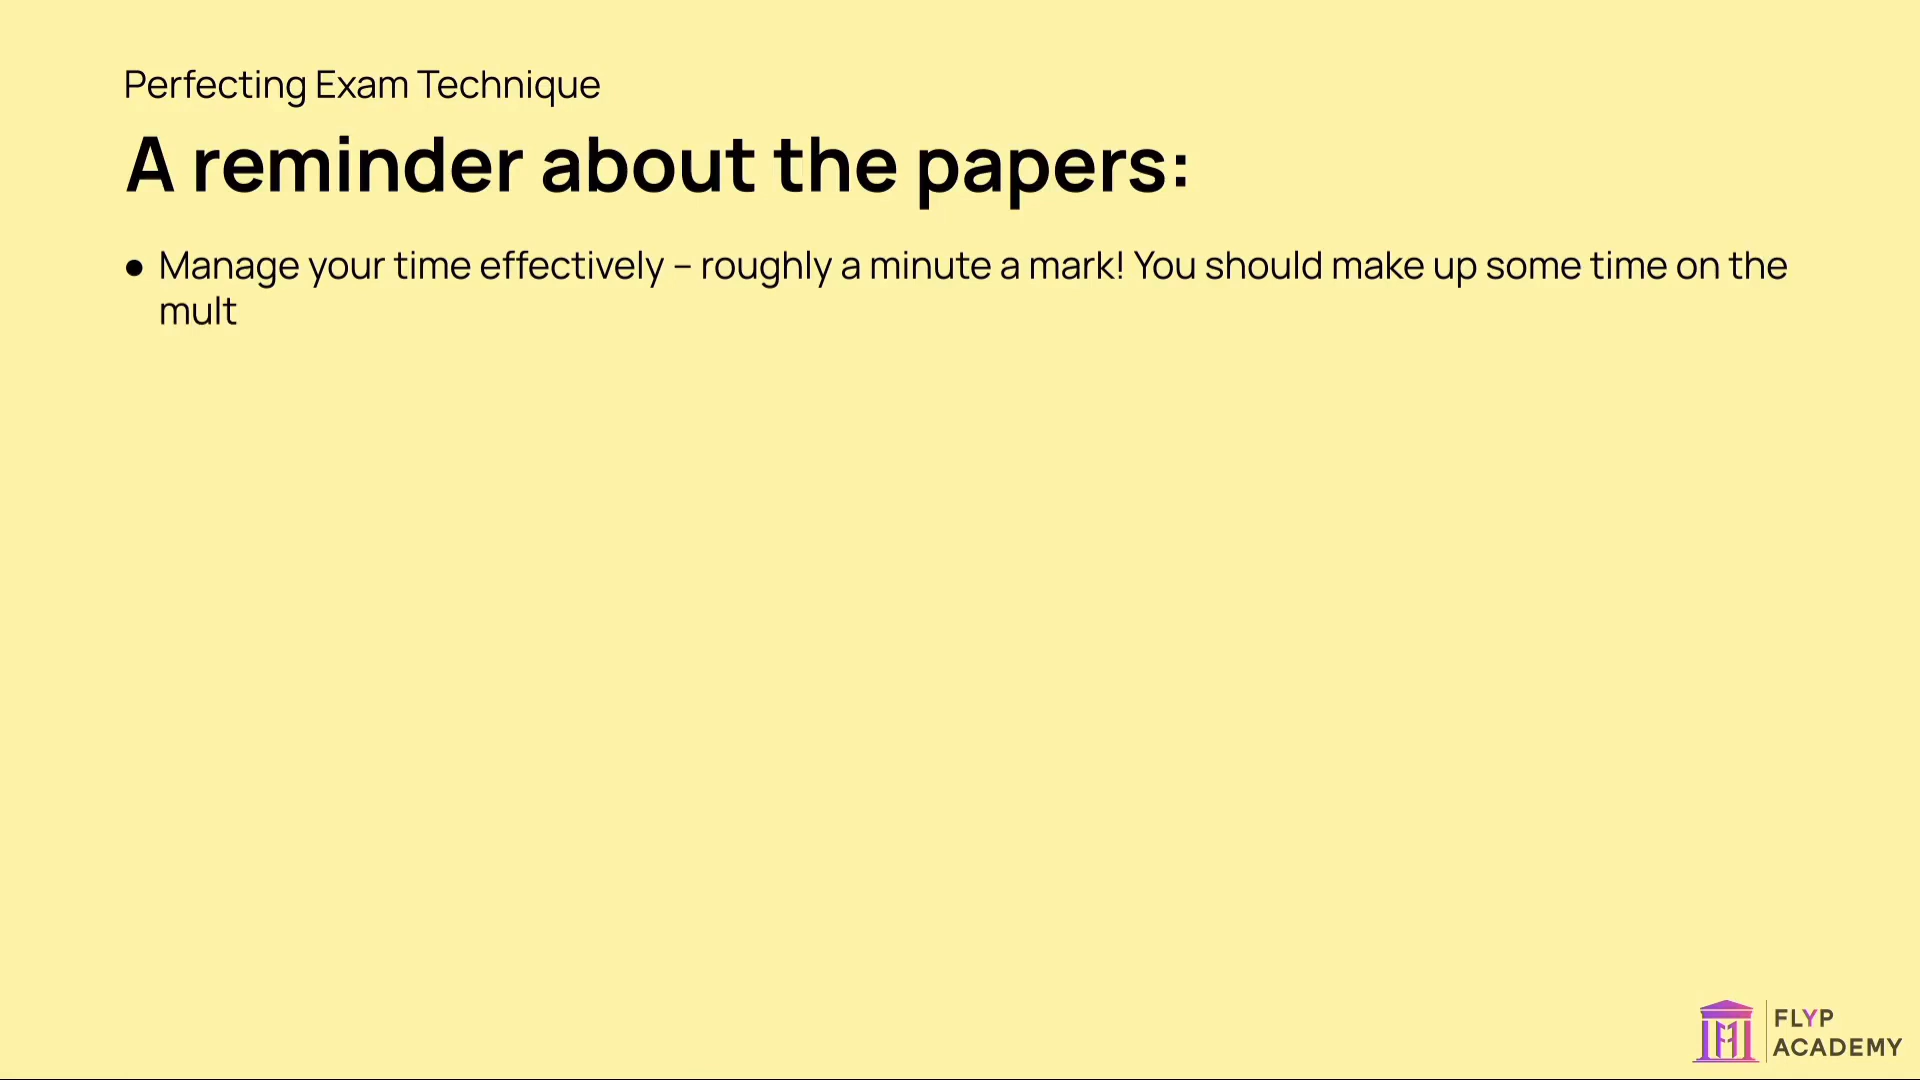 Perfecting Exam Technique
A reminder about the papers:
● Manage your time effectively – roughly a minute a mark! You should make up some time on the
mult
FLYP
ACADEMY